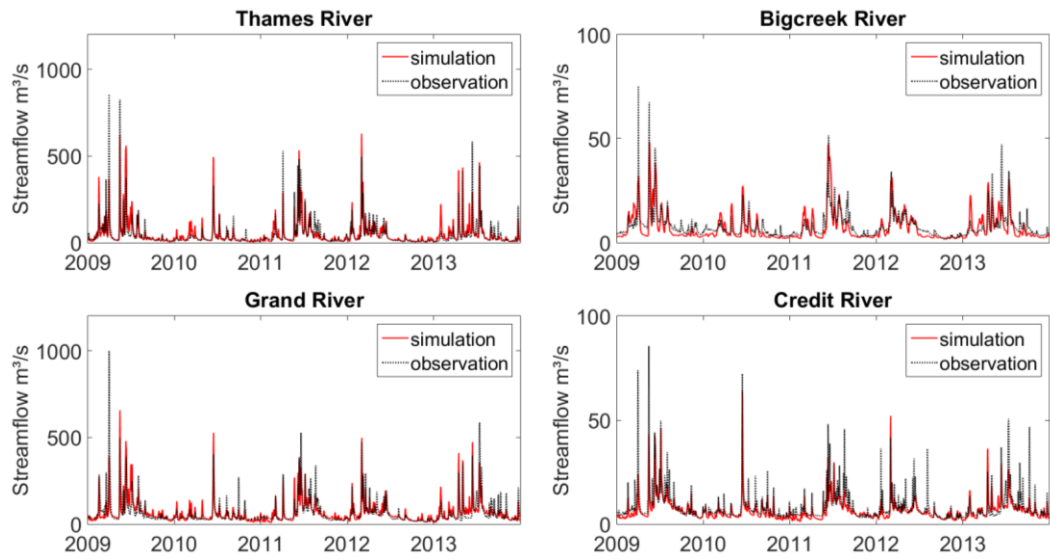 Thames River
Streamflow m³/s
1000
500
0
simulation
observation
2009 2010 2011 2012 2013
Bigcreek River
Streamflow m³/s
100
50
0
simulation
observation
2009 2010 2011 2012 2013
Grand River
Streamflow m³/s
1000
500
0
simulation
observation
2009 2010 2011 2012 2013
Credit River
Streamflow m³/s
100
50
0
simulation
observation
2009 2010 2011 2012 2013